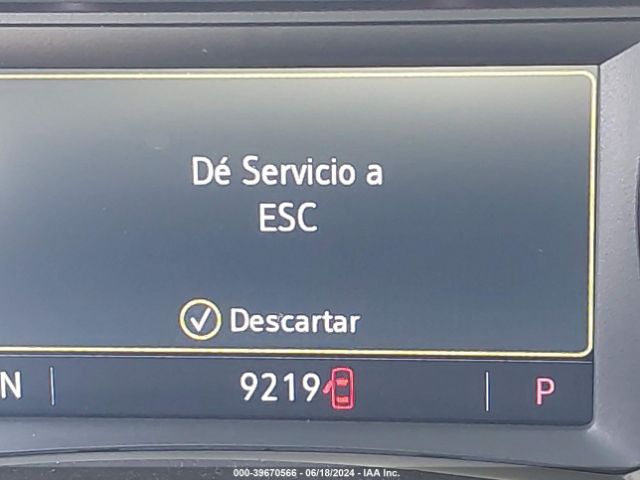 Dé Servicio a
ESC
Descartar
N 9219 P
000-39670566 - 06/18/2024 - IAA Inc.